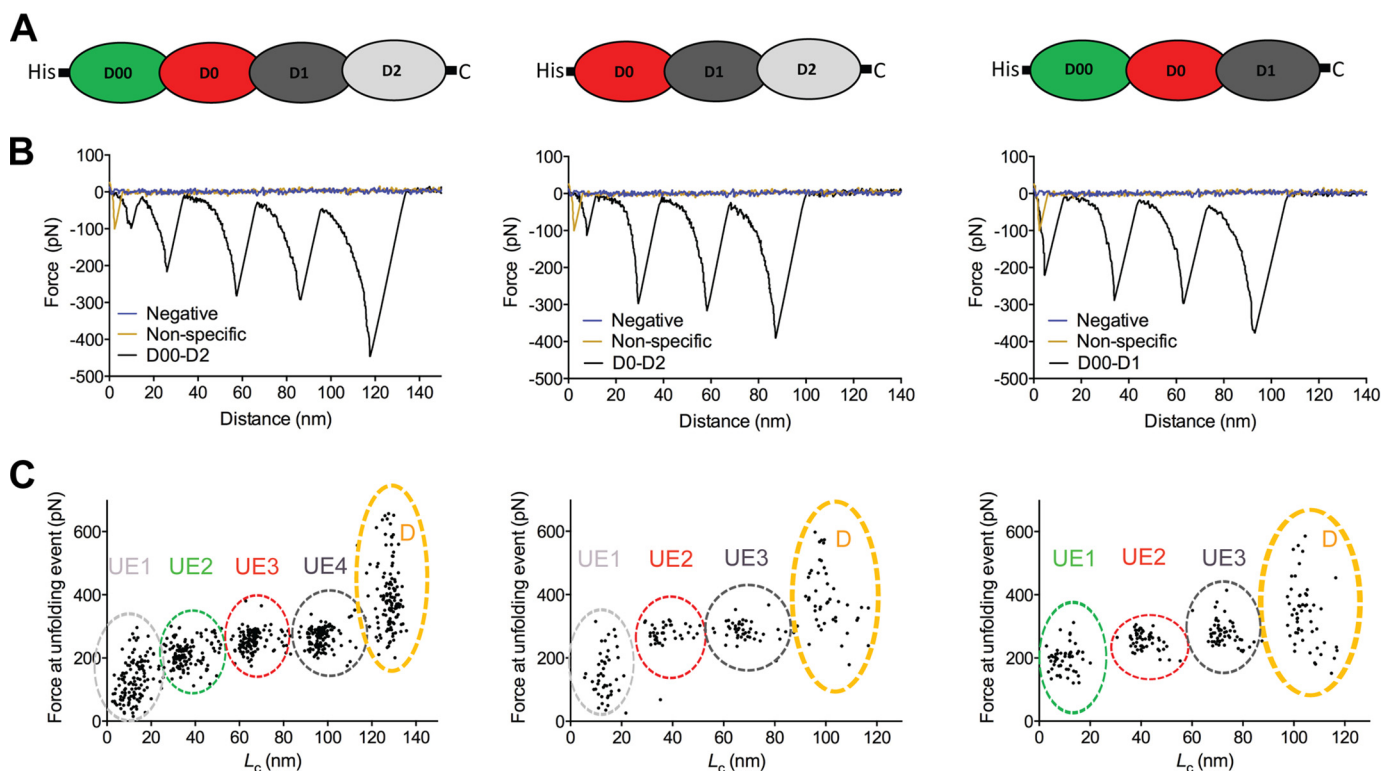 A
His D00 D0 D1 D2 C
His D0 D1 D2 C
His D00 D0 D1 C
B
Force (pN)
100
0
-100
-200
-300
-400
-500
Negative
Non-specific
D00-D2
0 20 40 60 80 100 120 140
Distance (nm)
Force (pN)
100
0
-100
-200
-300
-400
-500
Negative
Non-specific
D0-D2
0 20 40 60 80 100 120 140
Distance (nm)
Force (pN)
100
0
-100
-200
-300
-400
-500
Negative
Non-specific
D00-D1
0 20 40 60 80 100 120 140
Distance (nm)
C
Force at unfolding event (pN)
600
400
200
0
UE1 UE2 UE3 UE4 D
0 20 40 60 80 100 120 140
Lc (nm)
Force at unfolding event (pN)
600
400
200
0
UE1 UE2 UE3 D
0 20 40 60 80 100 120
Lc (nm)
Force at unfolding event (pN)
600
400
200
0
UE1 UE2 UE3 D
0 20 40 60 80 100 120
Lc (nm)